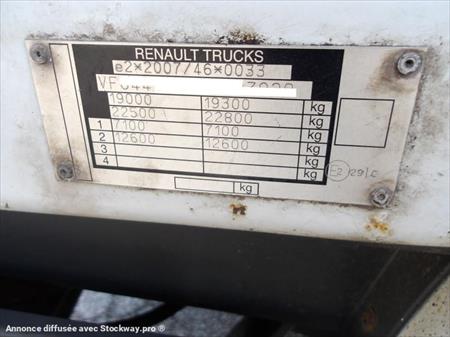 RENAULT TRUCKS
e2*2007/46*0033
VF 
19000 19300 kg
22500 22800 kg
1 7100 7100 kg
2 12600 12600 kg
3 kg
4 kg
kg
E2
Annonce diffusée avec Stockway.pro ®